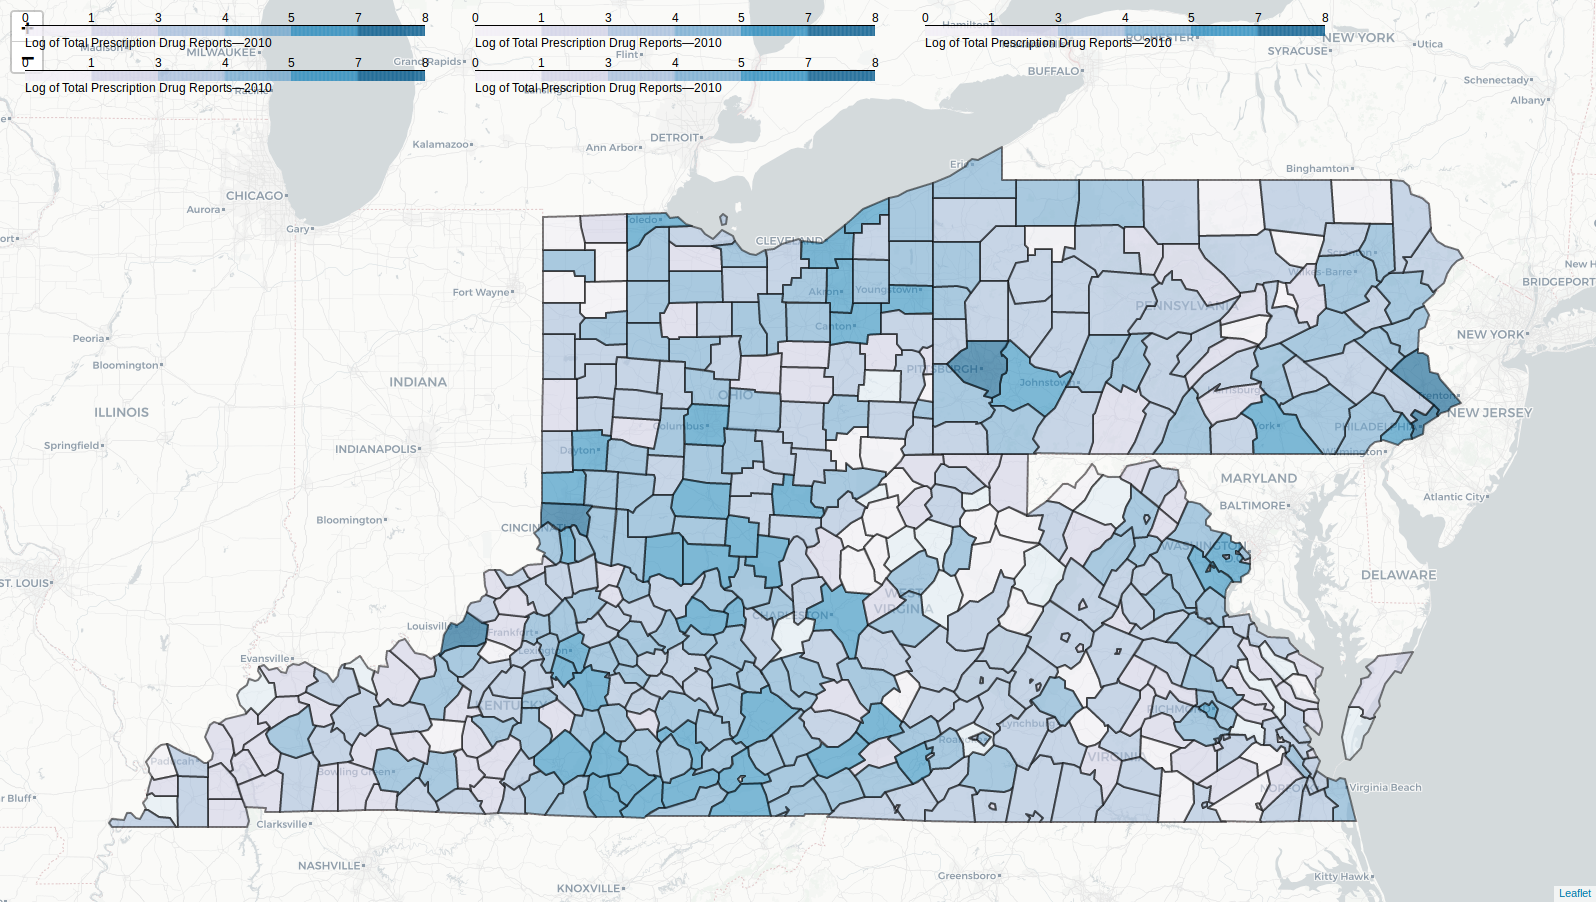 0 1 3 4 5 7 8
Log of Total Prescription Drug Reports—2010
0 1 3 4 5 7 8
Log of Total Prescription Drug Reports—2010
0 1 3 4 5 7 8
Log of Total Prescription Drug Reports—2010
0 1 3 4 5 7 8
Log of Total Prescription Drug Reports—2010
0 1 3 4 5 7 8
Log of Total Prescription Drug Reports—2010
+
−
Hamilton
ROCHESTER
NEW YORK
Utica
SYRACUSE
Madison
MILWAUKEE
Grand Rapids
Flint
BUFFALO
Schenectady
Albany
DETROIT
Kalamazoo
Ann Arbor
Erie
Binghamton
CHICAGO
Aurora
Gary
Toledo
CLEVELAND
Scranton
Wilkes-Barre
BRIDGEPORT
Fort Wayne
Akron
Youngstown
PENNSYLVANIA
Canton
NEW YORK
Peoria
Bloomington
PITTSBURGH
INDIANA
Johnstown
OHIO
Harrisburg
Trenton
ILLINOIS
NEW JERSEY
Columbus
York
PHILADELPHIA
Springfield
INDIANAPOLIS
Dayton
Wilmington
MARYLAND
BALTIMORE
Atlantic City
Bloomington
CINCINNATI
WASHINGTON
ST. LOUIS
DELAWARE
WEST
VIRGINIA
CHARLESTON
Louisville
Frankfort
Lexington
Evansville
KENTUCKY
RICHMOND
Lynchburg
Roanoke
VIRGINIA
Paducah
Bowling Green
NORFOLK
Virginia Beach
Clarksville
NASHVILLE
Greensboro
Kitty Hawk
KNOXVILLE
Leaflet